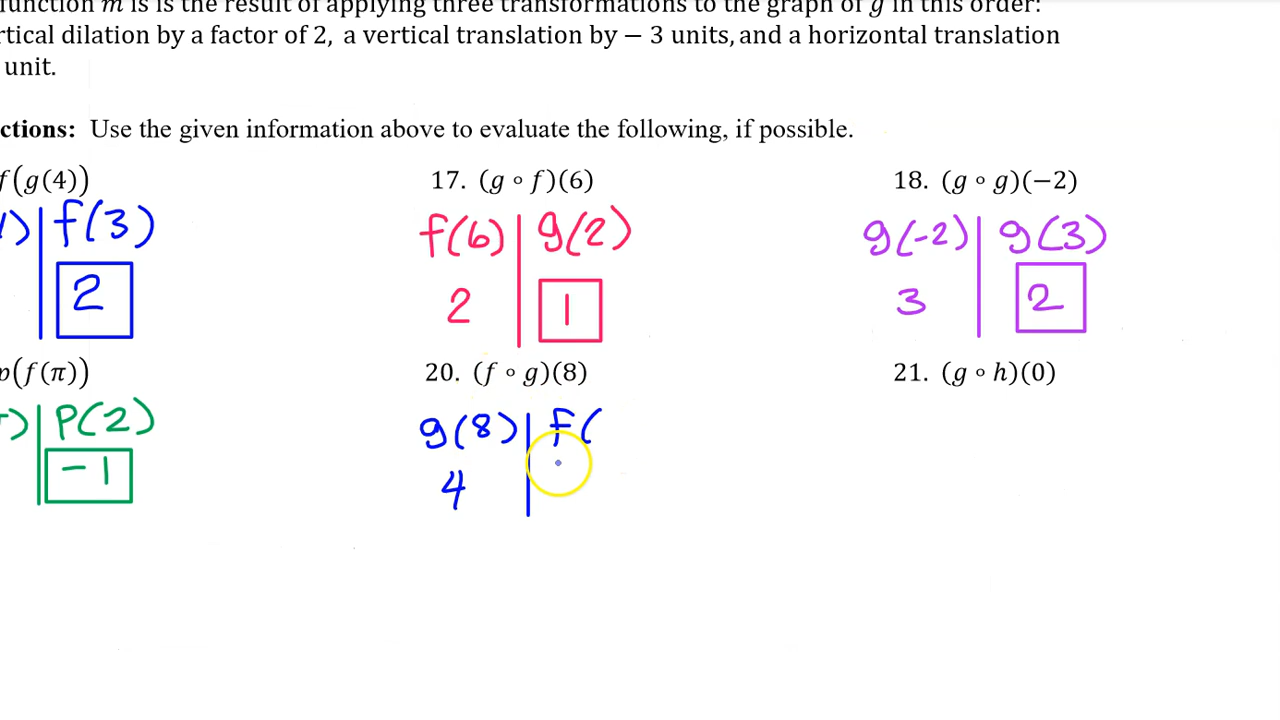 function m is is the result of applying three transformations to the graph of g in this order:
rtical dilation by a factor of 2, a vertical translation by − 3 units, and a horizontal translation
unit.
ctions: Use the given information above to evaluate the following, if possible.
f(g(4)) 17. (g ∘ f)(6) 18. (g ∘ g)(−2)
) | f(3) f(6) | g(2) g(-2) | g(3)
2 2 | 1 3 | 2
p(f(π)) 20. (f ∘ g)(8) 21. (g ∘ h)(0)
) | P(2) g(8) | f(
-1 4